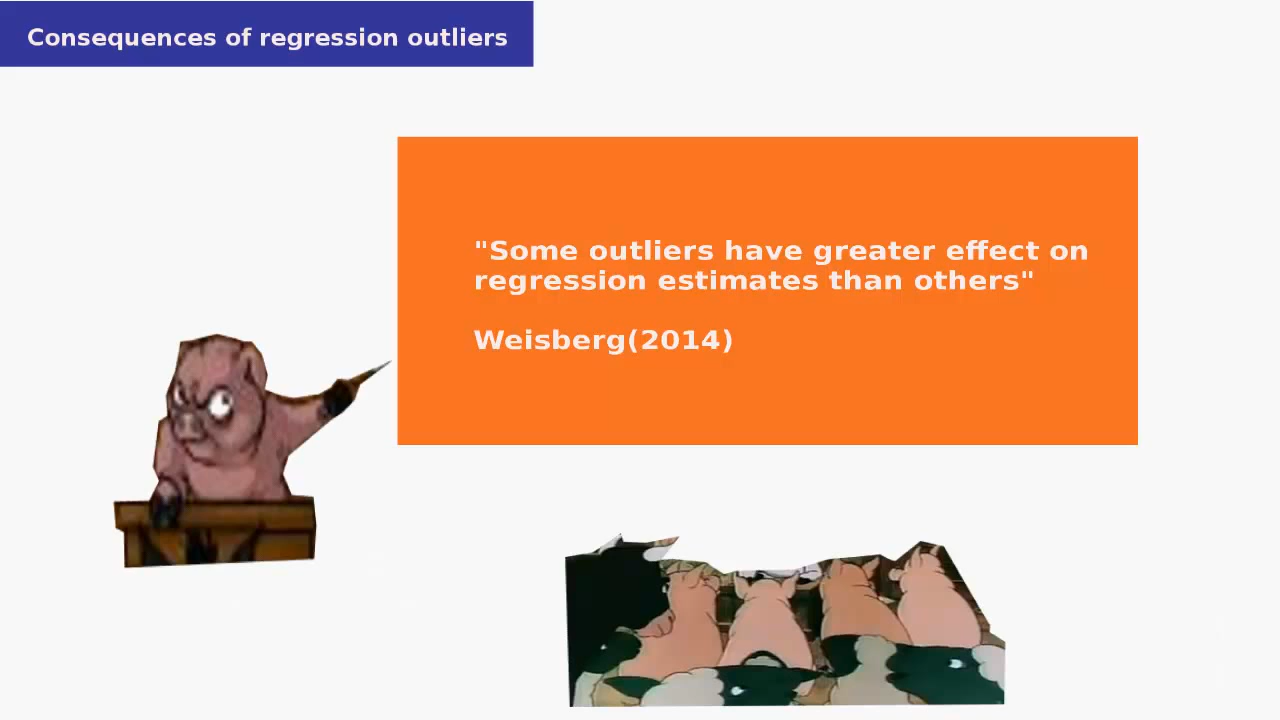 Consequences of regression outliers
"Some outliers have greater effect on
regression estimates than others"
Weisberg(2014)